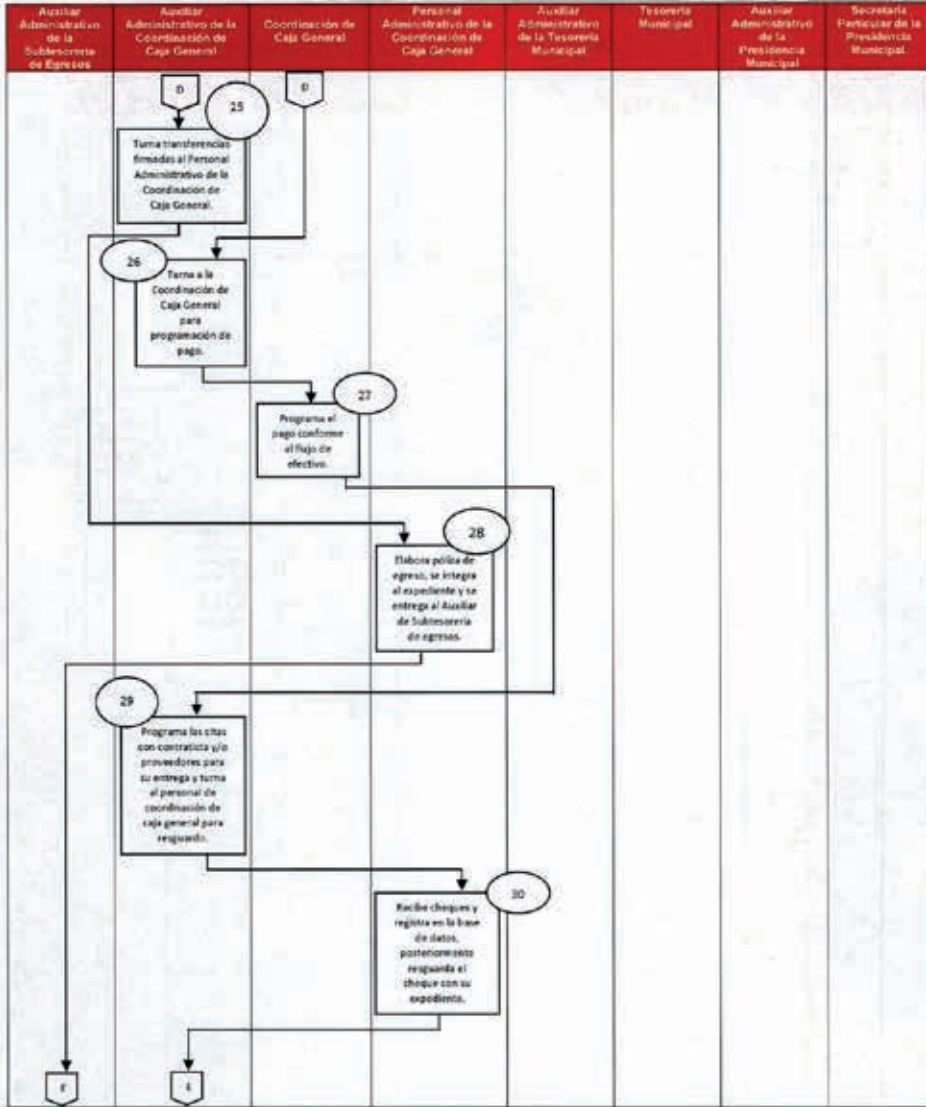 Auxiliar
Administrativo
de la
Subtesorería
de Egresos
Auxiliar
Administrativo de la
Coordinación de
Caja General
Coordinación de
Caja General
Personal
Administrativo de la
Coordinación de
Caja General
Auxiliar
Administrativo
de la Tesorería
Municipal
Tesorería
Municipal
Auxiliar
Administrativo
de la
Presidencia
Municipal
Secretaría
Particular de la
Presidencia
Municipal
D
D
25
Turna transferencias
firmadas al Personal
Administrativo de la
Coordinación de
Caja General.
26
Turna a la
Coordinación de
Caja General
para
programación de
pago.
27
Programa el
pago conforme
al flujo de
efectivo.
28
Elabora póliza de
egreso, se integra
al expediente y se
entrega al Auxiliar
de Subtesorería
de egresos.
29
Programa las citas
con contratista y/o
proveedores para
su entrega y turna
al personal de
coordinación de
caja general para
resguardo.
30
Recibe cheques y
registra en la base
de datos,
posteriormente
resguarda el
cheque con su
expediente.